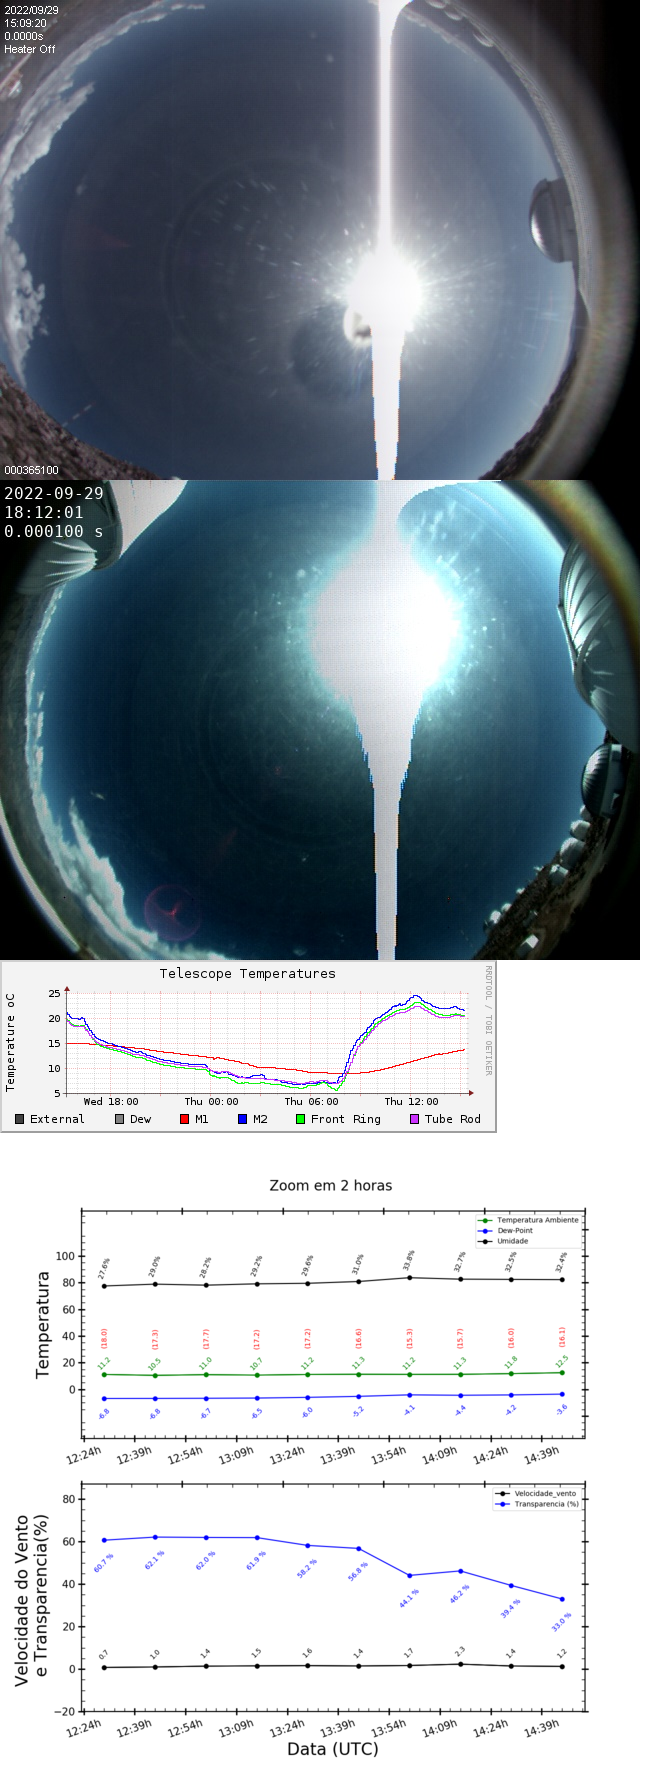 2022/09/29
15:09:20
0.0000s
Heater Off
000365100
2022-09-29
18:12:01
0.000100 s
Telescope Temperatures
RRDTOOL / TOBI OETIKER
Temperature oC
25
20
15
10
5
Wed 18:00 Thu 00:00 Thu 06:00 Thu 12:00
External Dew M1 M2 Front Ring Tube Rod
Zoom em 2 horas
Temperatura Ambiente
Dew-Point
Umidade
Temperatura
100
80
60
40
20
0
27.6% 29.0% 28.2% 29.2% 29.6% 31.0% 33.8% 32.7% 32.5% 32.4%
(18.0) (17.3) (17.7) (17.2) (17.2) (16.6) (15.3) (15.7) (16.0) (16.1)
11.2 10.5 11.0 10.7 11.2 11.3 11.2 11.3 11.8 12.5
-6.8 -6.8 -6.7 -6.5 -6.0 -5.2 -4.1 -4.4 -4.2 -3.6
12:24h 12:39h 12:54h 13:09h 13:24h 13:39h 13:54h 14:09h 14:24h 14:39h
Velocidade_vento
Transparencia (%)
Velocidade do Vento
e Transparencia(%)
80
60
40
20
0
−20
60.7 % 62.1 % 62.0 % 61.9 % 58.2 % 56.8 % 44.1 % 46.2 % 39.4 % 33.0 %
0.7 1.0 1.4 1.5 1.6 1.4 1.7 2.3 1.4 1.2
12:24h 12:39h 12:54h 13:09h 13:24h 13:39h 13:54h 14:09h 14:24h 14:39h
Data (UTC)